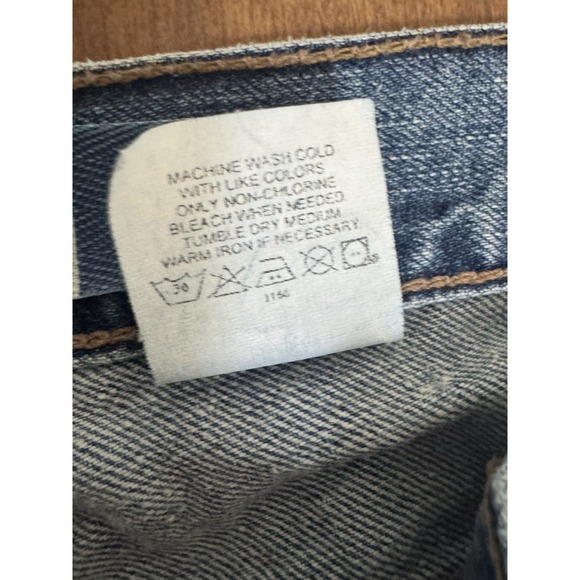 MACHINE WASH COLD
WITH LIKE COLORS
ONLY NON-CHLORINE
BLEACH WHEN NEEDED.
TUMBLE DRY MEDIUM
WARM IRON IF NECESSARY.
30